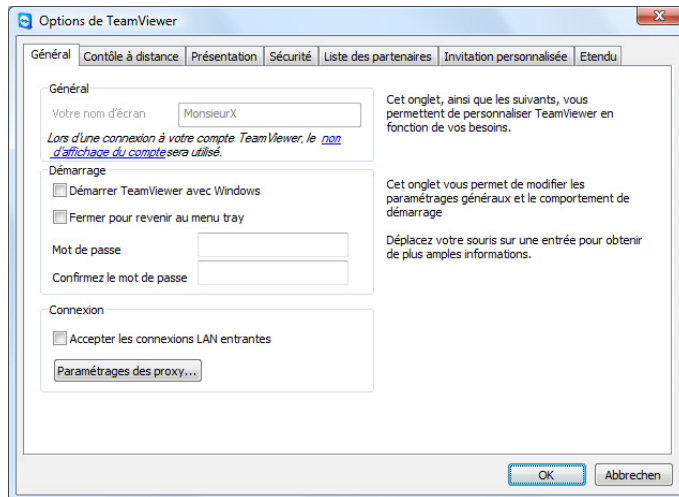 Options de TeamViewer
Général Contôle à distance Présentation Sécurité Liste des partenaires Invitation personnalisée Etendu
Général
Votre nom d'écran MonsieurX
Lors d'une connexion à votre compte TeamViewer, le non
d'affichage du compte sera utilisé.
Cet onglet, ainsi que les suivants, vous
permettent de personnaliser TeamViewer en
fonction de vos besoins.
Démarrage
Démarrer TeamViewer avec Windows
Fermer pour revenir au menu tray
Mot de passe
Confirmez le mot de passe
Cet onglet vous permet de modifier les
paramétrages généraux et le comportement de
démarrage
Déplacez votre souris sur une entrée pour obtenir
de plus amples informations.
Connexion
Accepter les connexions LAN entrantes
Paramétrages des proxy...
OK Abbrechen